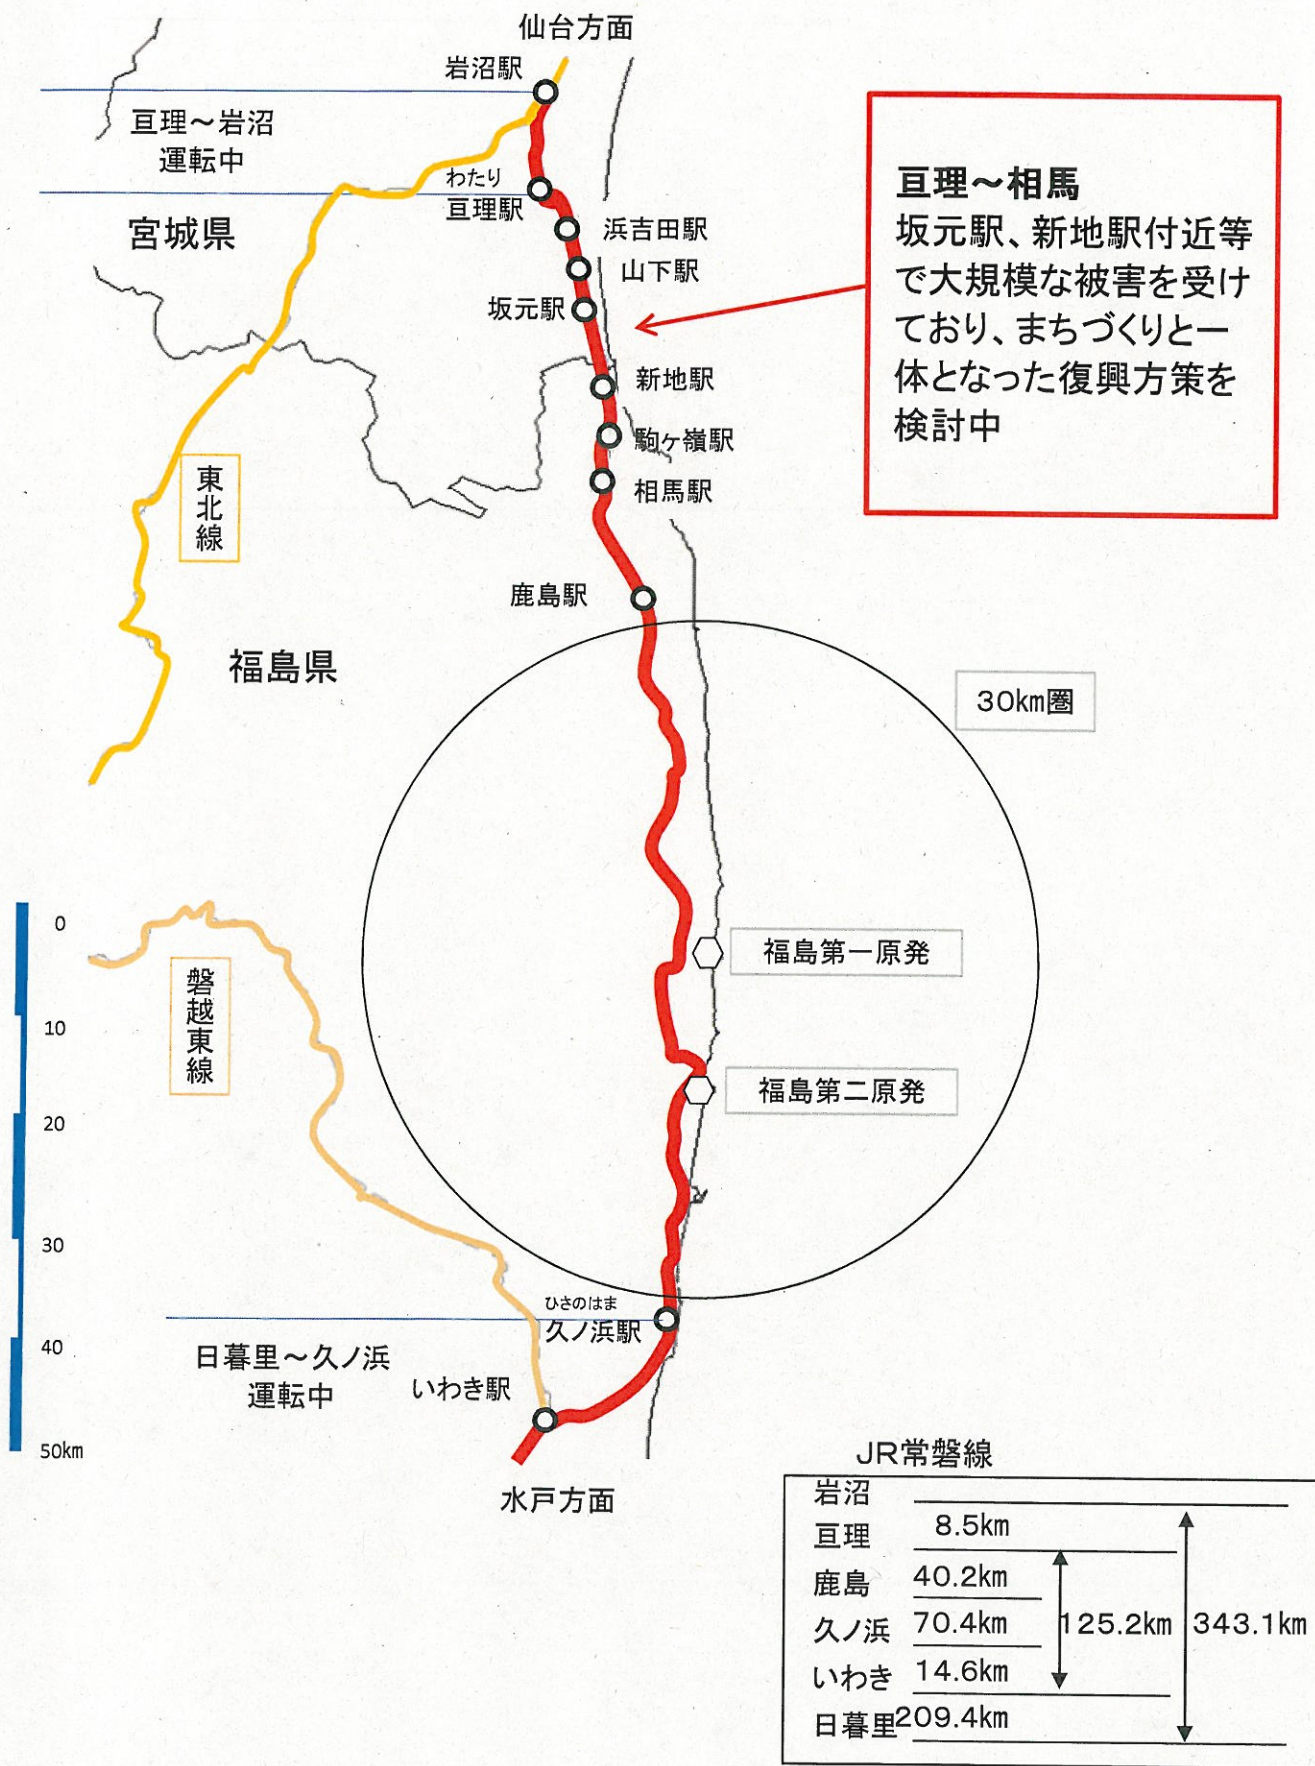 仙台方面
岩沼駅
亘理～岩沼
運転中
わたり
亘理駅
宮城県
浜吉田駅
山下駅
坂元駅
亘理～相馬
坂元駅、新地駅付近等
で大規模な被害を受け
ており、まちづくりと一
体となった復興方策を
検討中
新地駅
駒ヶ嶺駅
相馬駅
東北線
鹿島駅
福島県
30km圏
福島第一原発
磐越東線
福島第二原発
0
10
20
30
40
50km
ひさのはま
久ノ浜駅
日暮里～久ノ浜
運転中
いわき駅
水戸方面
JR常磐線
岩沼
亘理 8.5km
鹿島 40.2km
久ノ浜 70.4km 125.2km 343.1km
いわき 14.6km
日暮里 209.4km